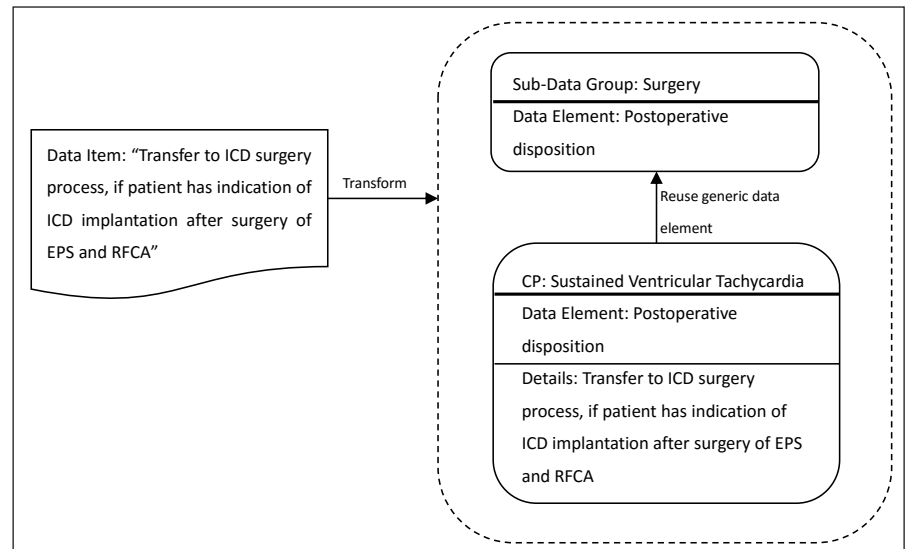 Data Item: “Transfer to ICD surgery
process, if patient has indication of
ICD implantation after surgery of
EPS and RFCA”
Transform
Sub-Data Group: Surgery
Data Element: Postoperative
disposition
Reuse generic data
element
CP: Sustained Ventricular Tachycardia
Data Element: Postoperative
disposition
Details: Transfer to ICD surgery
process, if patient has indication of
ICD implantation after surgery of EPS
and RFCA